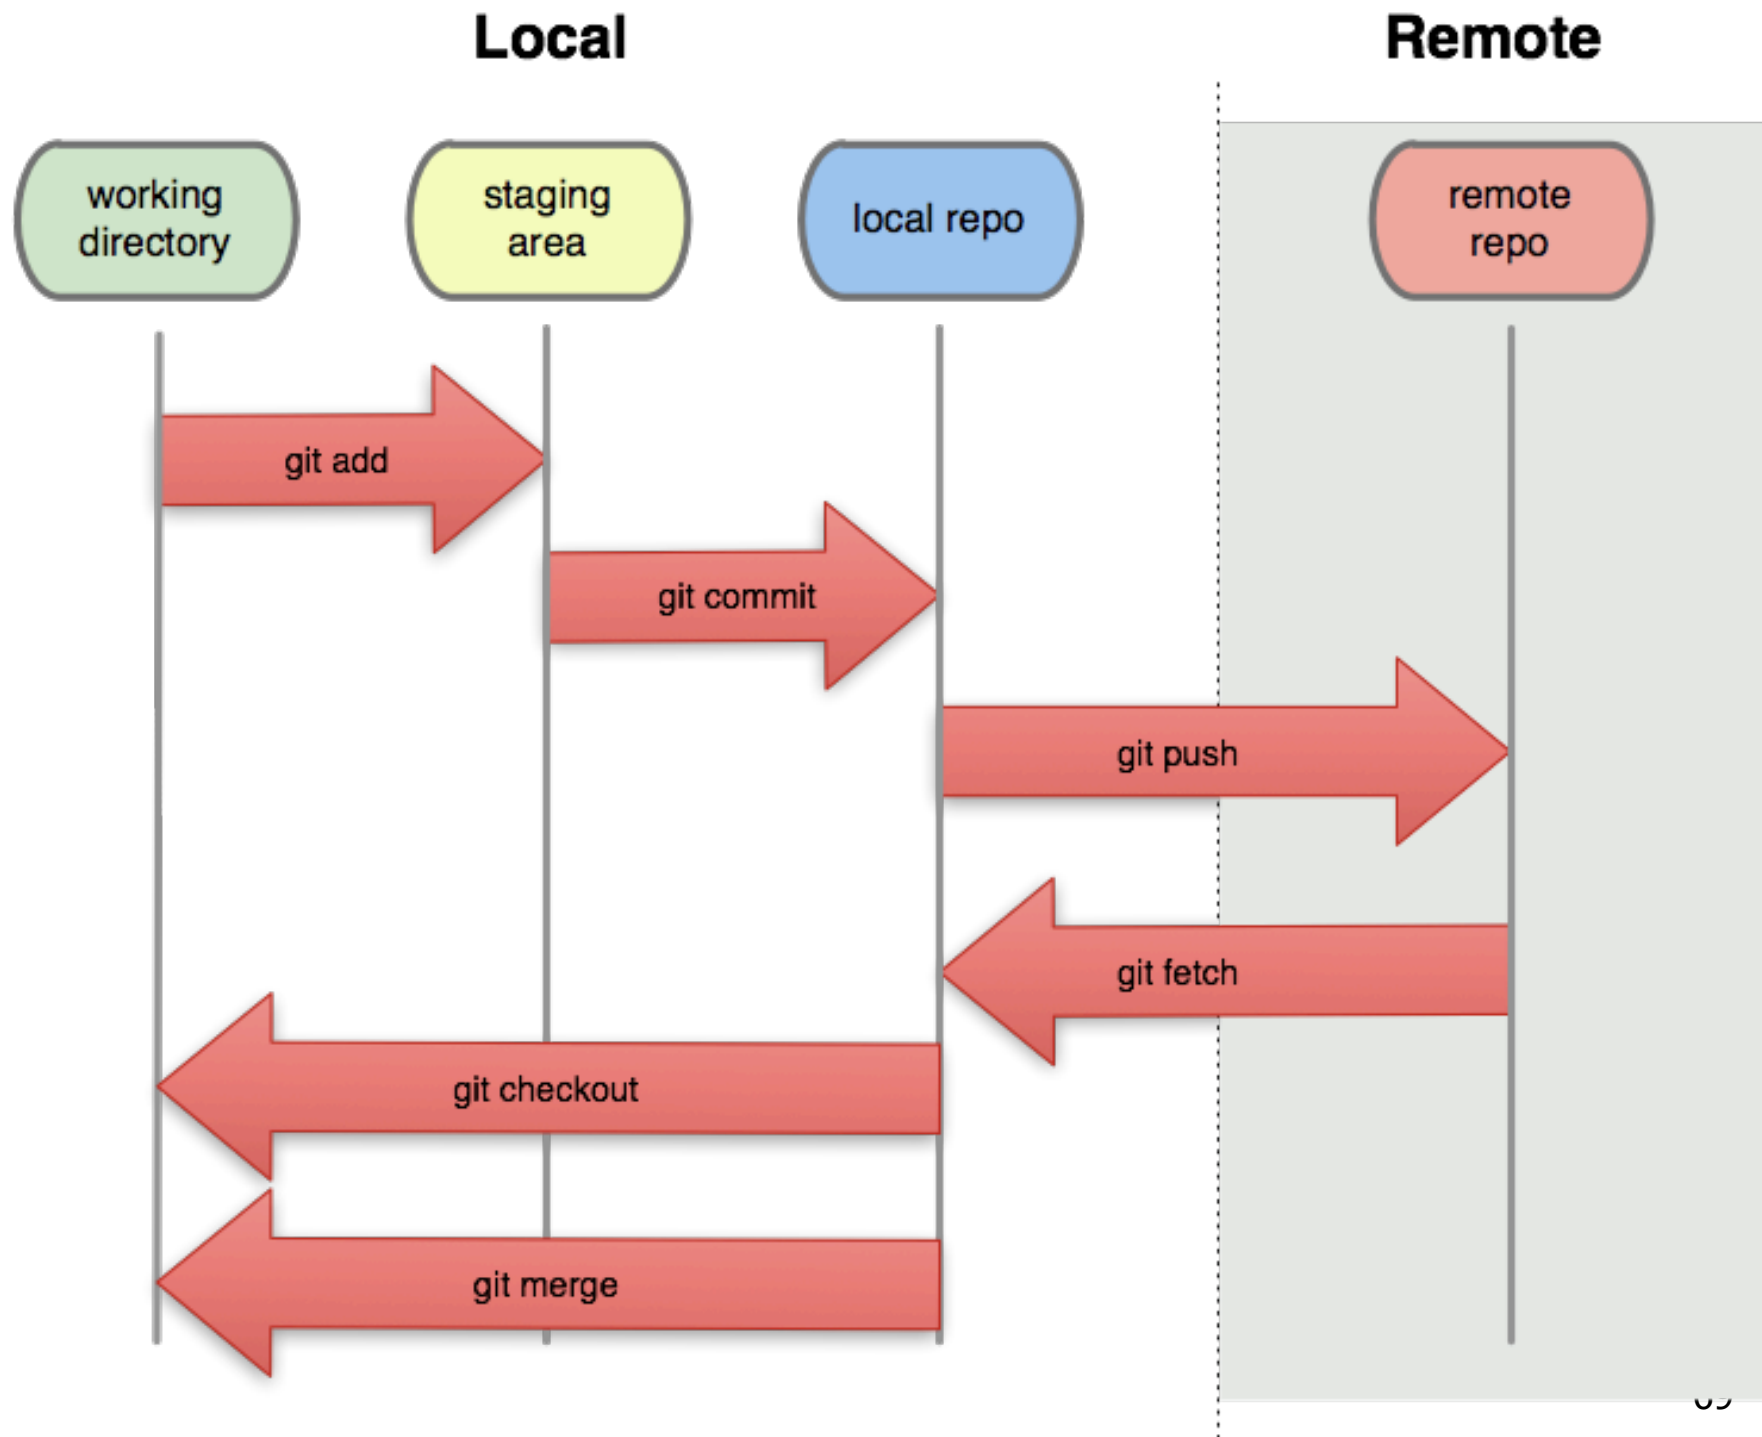 Local
Remote
working
directory
staging
area
local repo
remote
repo
git add
git commit
git push
git fetch
git checkout
git merge